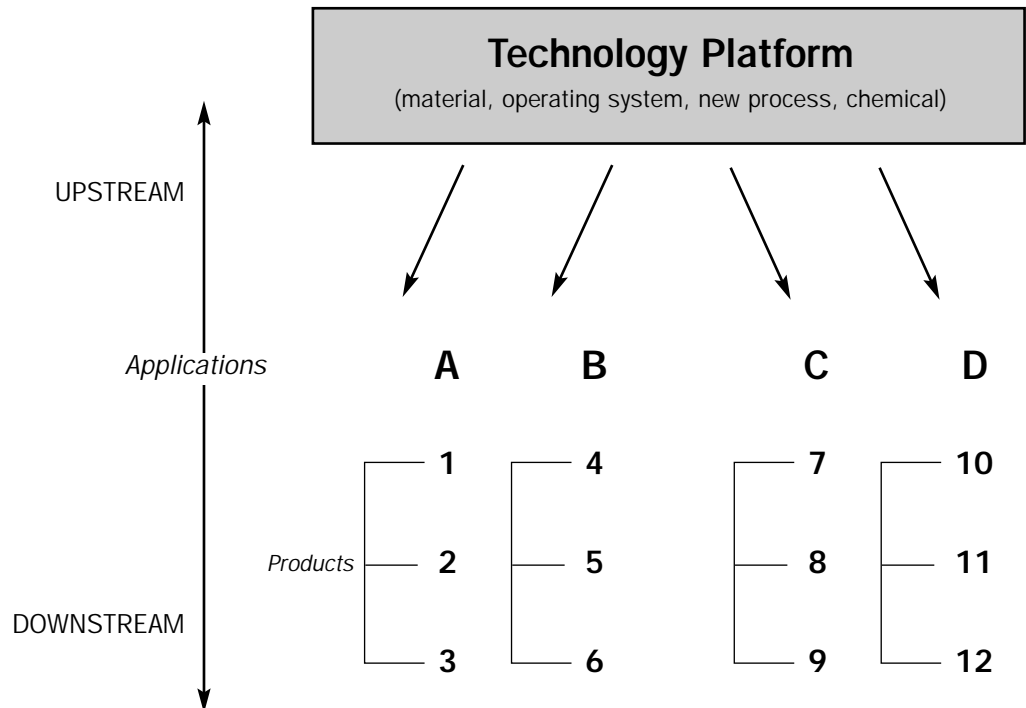 Technology Platform
(material, operating system, new process, chemical)
UPSTREAM
Applications A B C D
1 4 7 10
Products 2 5 8 11
DOWNSTREAM
3 6 9 12